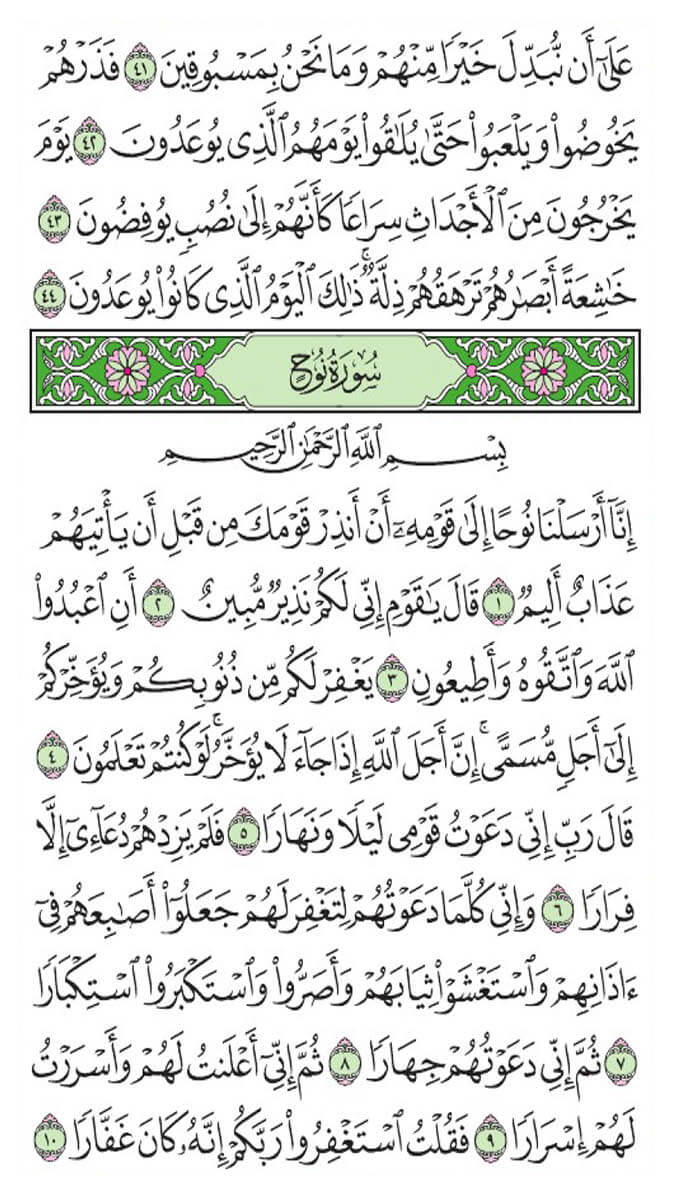 عَلَىٰٓ أَن نُّبَدِّلَ خَيْرًا مِّنْهُمْ وَمَا نَحْنُ بِمَسْبُوقِينَ ٤١ فَذَرْهُمْ
يَخُوضُوا۟ وَيَلْعَبُوا۟ حَتَّىٰ يُلَٰقُوا۟ يَوْمَهُمُ ٱلَّذِى يُوعَدُونَ ٤٢ يَوْمَ
يَخْرُجُونَ مِنَ ٱلْأَجْدَاثِ سِرَاعًا كَأَنَّهُمْ إِلَىٰ نُصُبٍ يُوفِضُونَ ٤٣
خَٰشِعَةً أَبْصَٰرُهُمْ تَرْهَقُهُمْ ذِلَّةٌ ۚ ذَٰلِكَ ٱلْيَوْمُ ٱلَّذِى كَانُوا۟ يُوعَدُونَ ٤٤
سُورَةُ نُوحٍ
بِسْمِ ٱللَّهِ ٱلرَّحْمَٰنِ ٱلرَّحِيمِ
إِنَّآ أَرْسَلْنَا نُوحًا إِلَىٰ قَوْمِهِۦٓ أَنْ أَنذِرْ قَوْمَكَ مِن قَبْلِ أَن يَأْتِيَهُمْ
عَذَابٌ أَلِيمٌ ١ قَالَ يَٰقَوْمِ إِنِّى لَكُمْ نَذِيرٌ مُّبِينٌ ٢ أَنِ ٱعْبُدُوا۟
ٱللَّهَ وَٱتَّقُوهُ وَأَطِيعُونِ ٣ يَغْفِرْ لَكُم مِّن ذُنُوبِكُمْ وَيُؤَخِّرْكُمْ
إِلَىٰٓ أَجَلٍ مُّسَمًّى ۚ إِنَّ أَجَلَ ٱللَّهِ إِذَا جَآءَ لَا يُؤَخَّرُ ۖ لَوْ كُنتُمْ تَعْلَمُونَ ٤
قَالَ رَبِّ إِنِّى دَعَوْتُ قَوْمِى لَيْلًا وَنَهَارًا ٥ فَلَمْ يَزِدْهُمْ دُعَآءِىٓ إِلَّا
فِرَارًا ٦ وَإِنِّى كُلَّمَا دَعَوْتُهُمْ لِتَغْفِرَ لَهُمْ جَعَلُوٓا۟ أَصَٰبِعَهُمْ فِىٓ
ءَاذَانِهِمْ وَٱسْتَغْشَوْا۟ ثِيَابَهُمْ وَأَصَرُّوا۟ وَٱسْتَكْبَرُوا۟ ٱسْتِكْبَارًا
٧ ثُمَّ إِنِّى دَعَوْتُهُمْ جِهَارًا ٨ ثُمَّ إِنِّىٓ أَعْلَنتُ لَهُمْ وَأَسْرَرْتُ
لَهُمْ إِسْرَارًا ٩ فَقُلْتُ ٱسْتَغْفِرُوا۟ رَبَّكُمْ إِنَّهُۥ كَانَ غَفَّارًا ١٠